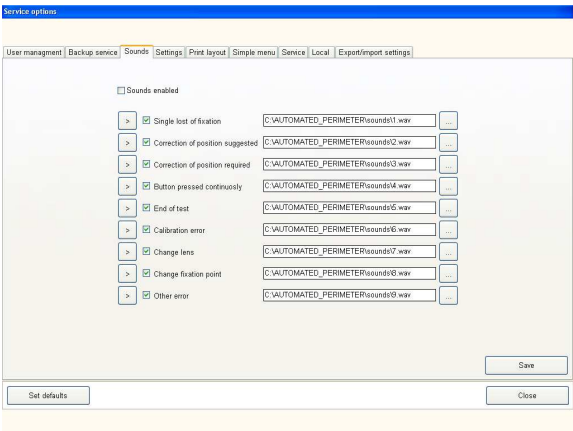 Service options
User managment Backup service Sounds Settings Print layout Simple menu Service Local Export/import settings
Sounds enabled
> Single lost of fixation C:\AUTOMATED_PERIMETER\sounds\1.wav ...
> Correction of position suggested C:\AUTOMATED_PERIMETER\sounds\2.wav ...
> Correction of position required C:\AUTOMATED_PERIMETER\sounds\3.wav ...
> Button pressed continuosly C:\AUTOMATED_PERIMETER\sounds\4.wav ...
> End of test C:\AUTOMATED_PERIMETER\sounds\5.wav ...
> Calibration error C:\AUTOMATED_PERIMETER\sounds\6.wav ...
> Change lens C:\AUTOMATED_PERIMETER\sounds\7.wav ...
> Change fixation point C:\AUTOMATED_PERIMETER\sounds\8.wav ...
> Other error C:\AUTOMATED_PERIMETER\sounds\9.wav ...
Save
Set defaults Close